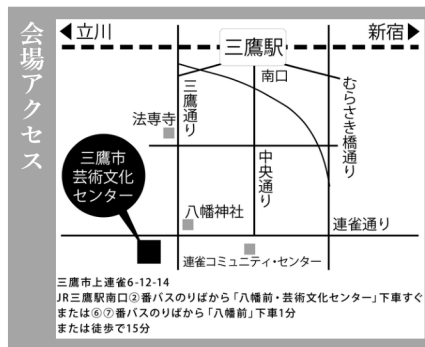 会場アクセス
◀立川
新宿▶
三鷹駅
南口
三鷹通り
むらさき橋通り
法専寺
三鷹市
芸術文化
センター
中央通り
八幡神社
連雀通り
連雀コミュニティ・センター
三鷹市上連雀6-12-14
JR三鷹駅南口②番バスのりばから「八幡前・芸術文化センター」下車すぐ
または⑥⑦番バスのりばから「八幡前」下車1分
または徒歩で15分